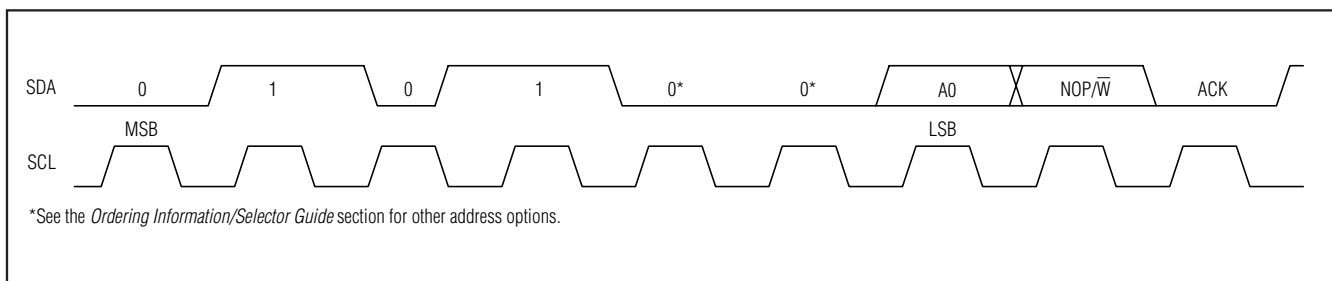 SDA 0 1 0 1 0* 0* A0 NOP/W̅ ACK
MSB LSB
SCL
*See the Ordering Information/Selector Guide section for other address options.